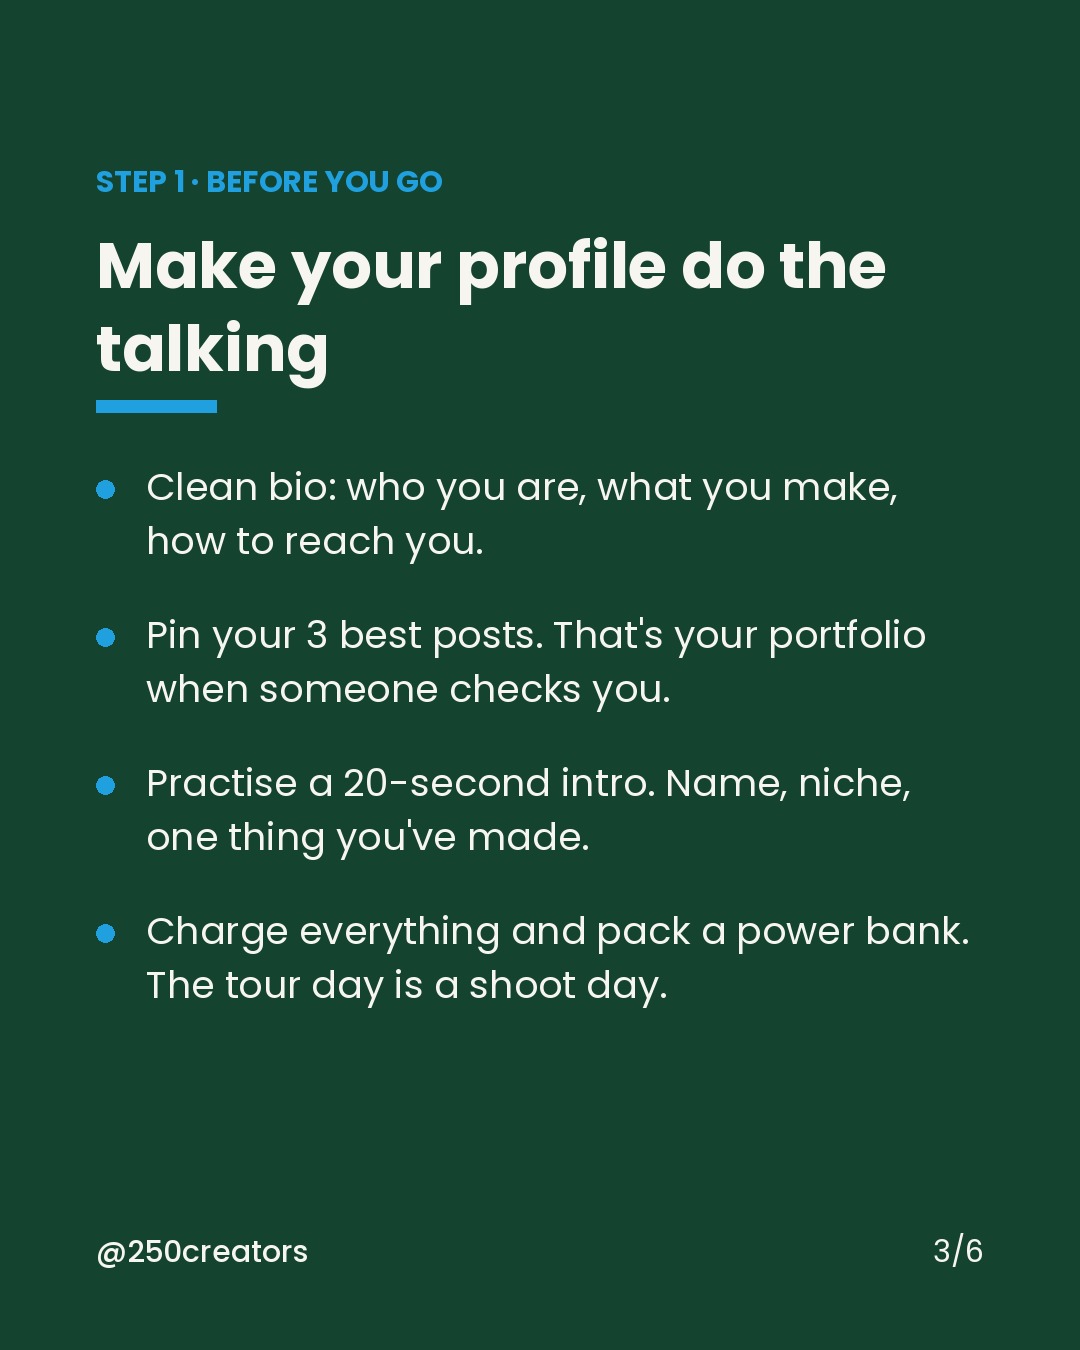 STEP 1 · BEFORE YOU GO
Make your profile do the
talking
Clean bio: who you are, what you make,
how to reach you.
Pin your 3 best posts. That's your portfolio
when someone checks you.
Practise a 20-second intro. Name, niche,
one thing you've made.
Charge everything and pack a power bank.
The tour day is a shoot day.
@250creators
3/6